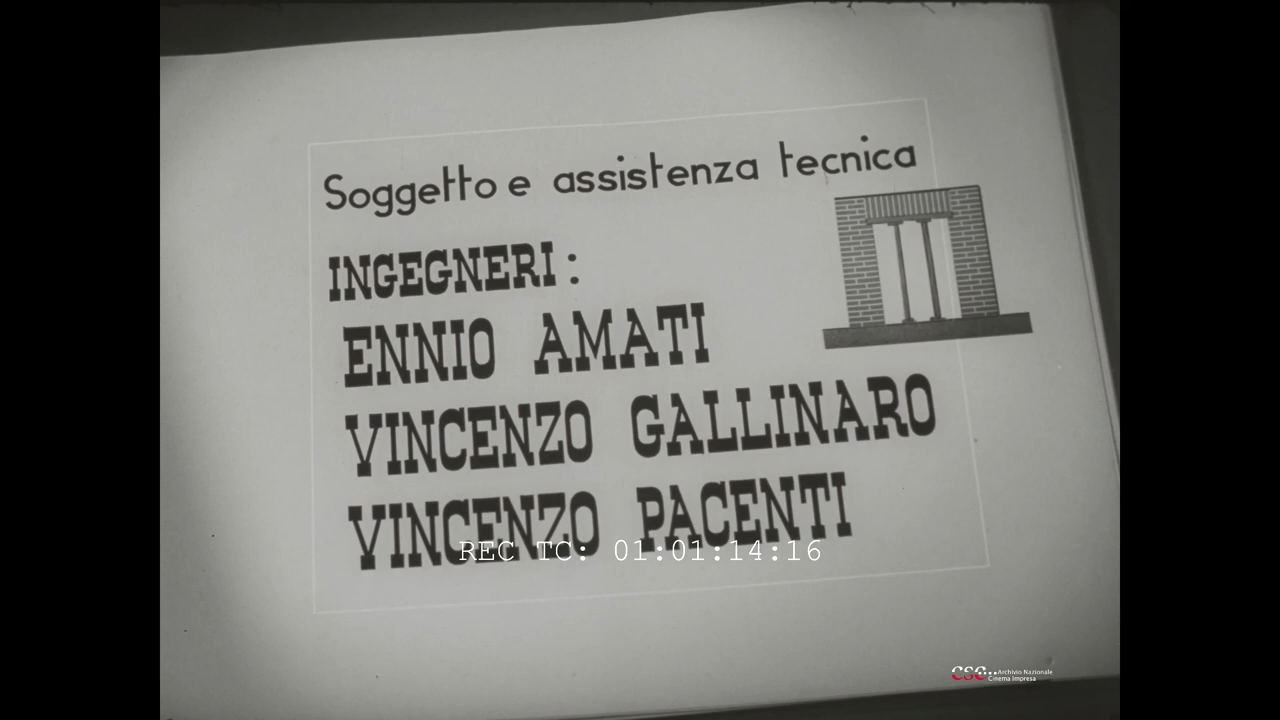 Soggetto e assistenza tecnica
INGEGNERI:
ENNIO AMATI
VINCENZO GALLINARO
VINCENZO PACENTI
REC TC: 01:01:14:16
CSC... Archivio Nazionale
Cinema Impresa